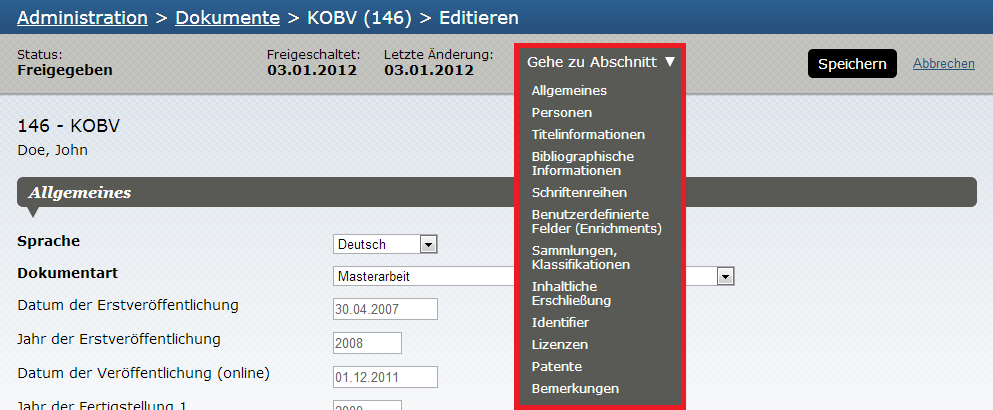 Administration > Dokumente > KOBV (146) > Editieren
Status:
Freigegeben
Freigeschaltet:
03.01.2012
Letzte Änderung:
03.01.2012
Gehe zu Abschnitt ▼
Allgemeines
Personen
Titelinformationen
Bibliographische
Informationen
Schriftenreihen
Benutzerdefinierte
Felder (Enrichments)
Sammlungen,
Klassifikationen
Inhaltliche
Erschließung
Identifier
Lizenzen
Patente
Bemerkungen
Speichern
Abbrechen
146 - KOBV
Doe, John
Allgemeines
Sprache
Deutsch
Dokumentart
Masterarbeit
Datum der Erstveröffentlichung
30.04.2007
Jahr der Erstveröffentlichung
2008
Datum der Veröffentlichung (online)
01.12.2011
Jahr der Fertigstellung 1
2009